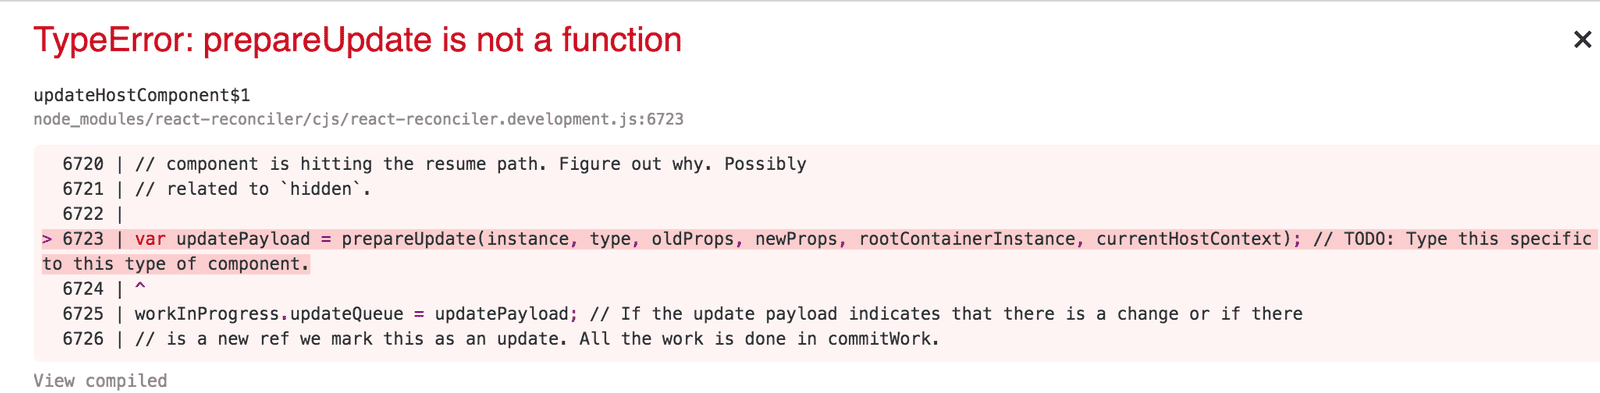 TypeError: prepareUpdate is not a function
×
updateHostComponent$1
node_modules/react-reconciler/cjs/react-reconciler.development.js:6723
6720 | // component is hitting the resume path. Figure out why. Possibly
6721 | // related to `hidden`.
6722 |
> 6723 | var updatePayload = prepareUpdate(instance, type, oldProps, newProps, rootContainerInstance, currentHostContext); // TODO: Type this specific
to this type of component.
6724 | ^
6725 | workInProgress.updateQueue = updatePayload; // If the update payload indicates that there is a change or if there
6726 | // is a new ref we mark this as an update. All the work is done in commitWork.
View compiled